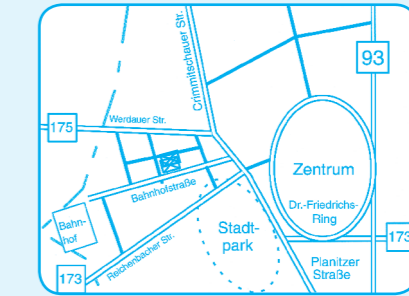 Crimmitschauer Str.
93
175
Werdauer Str.
Zentrum
Bahnhofstraße
Dr.-Friedrichs-
Ring
Bahn-
hof
Stadt-
park
173
Reichenbacher Str.
Planitzer
Straße
173